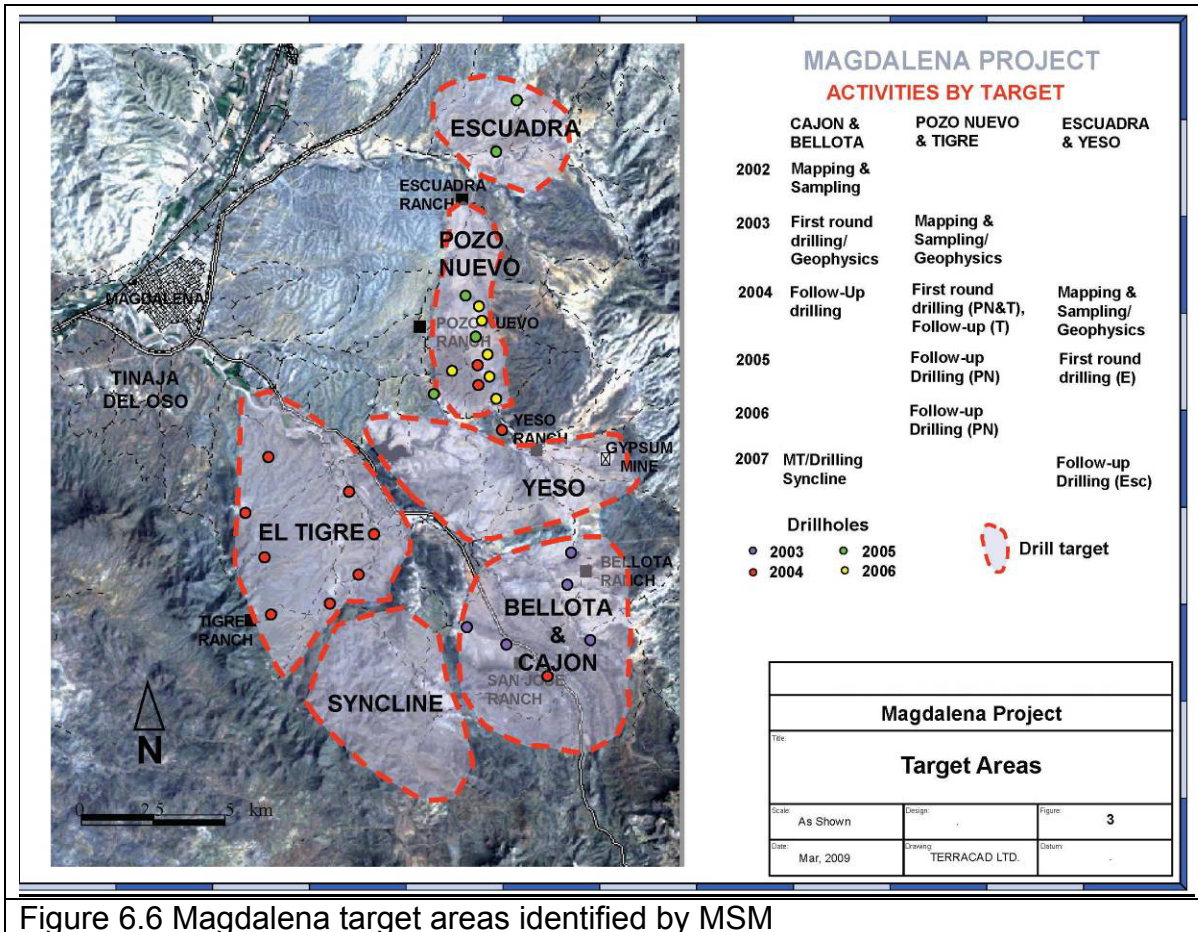 ESCUADRA
ESCUADRA
RANCH
POZO
NUEVO
MAGDALENA
POZO NUEVO
RANCH
TINAJA
DEL OSO
YESO
RANCH
GYPSUM
MINE
YESO
EL TIGRE
BELLOTA
RANCH
BELLOTA
&
CAJON
TIGRE
RANCH
SAN JOSE
RANCH
SYNCLINE
N
0 2.5 5 km
MAGDALENA PROJECT
ACTIVITIES BY TARGET
CAJON &
BELLOTA
POZO NUEVO
& TIGRE
ESCUADRA
& YESO
2002 Mapping &
Sampling
2003 First round
drilling/
Geophysics
Mapping &
Sampling/
Geophysics
2004 Follow-Up
drilling
First round
drilling (PN&T),
Follow-up (T)
Mapping &
Sampling/
Geophysics
2005 Follow-up
Drilling (PN)
First round
drilling (E)
2006 Follow-up
Drilling (PN)
2007 MT/Drilling
Syncline
Follow-up
Drilling (Esc)
Drillholes
2003 2005
2004 2006
Drill target
Magdalena Project
Title:
Target Areas
Scale: As Shown
Design: .
Figure: 3
Date: Mar, 2009
Drawing: TERRACAD LTD.
Datum: .
Figure 6.6 Magdalena target areas identified by MSM